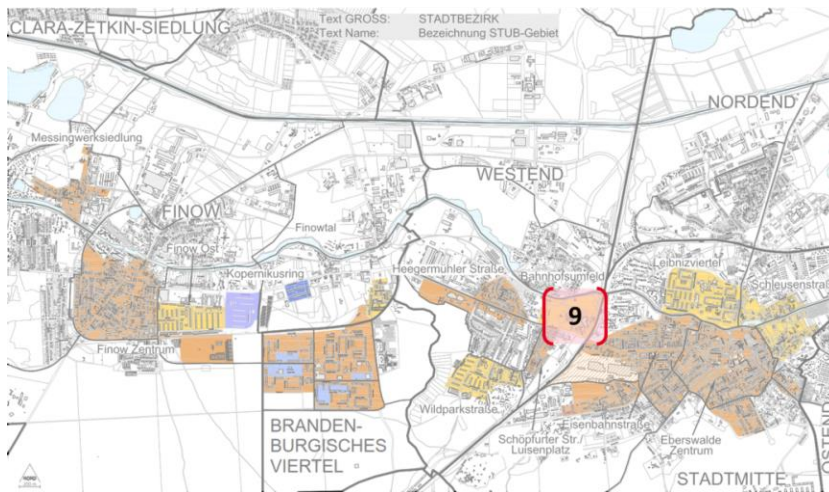 Text GROSS: STADTBEZIRK
Text Name: Bezeichnung STUB-Gebiet
CLARA-ZETKIN-SIEDLUNG
NORDEND
Messingwerksiedlung
WESTEND
FINOW
Finowtal
Finow Ost
Kopernikusring
Heegermühler Straße
Bahnhofsumfeld
Leibnizviertel
Schleusenstraße
9
Finow Zentrum
Wildparkstraße
BRANDEN-
BURGISCHES
VIERTEL
Schöpfurter Str./
Luisenplatz
Eisenbahnstraße
Eberswalde
Zentrum
STADTMITTE
OSTEND